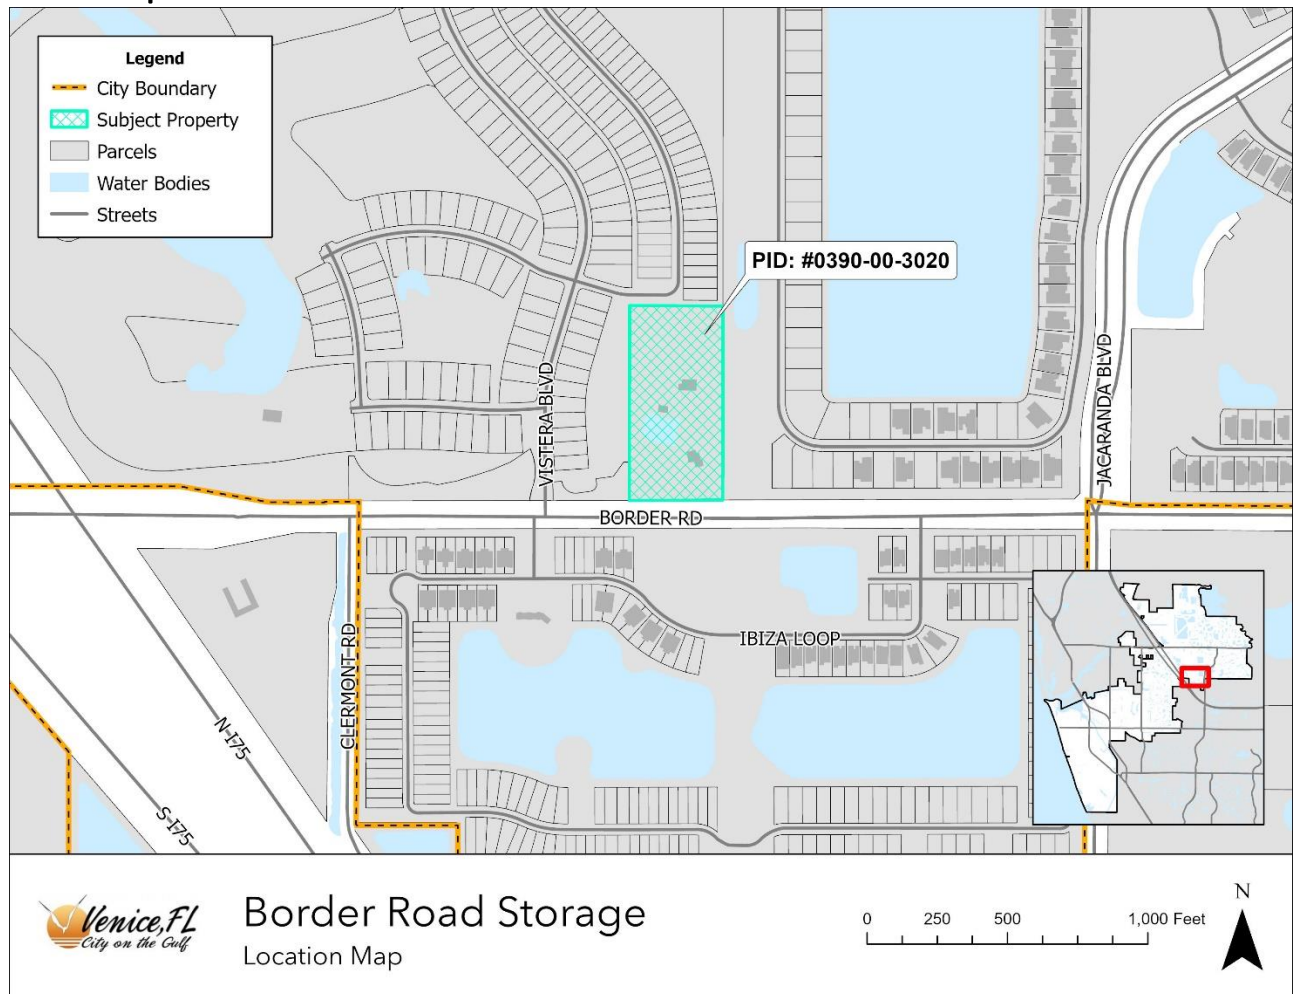 Legend
City Boundary
Subject Property
Parcels
Water Bodies
Streets
PID: #0390-00-3020
VISTERA BLVD
JACARANDA BLVD
BORDER RD
IBIZA LOOP
CLERMONT RD
N-I75
S-I75
Venice, FL
City on the Gulf
Border Road Storage
Location Map
0 250 500 1,000 Feet
N